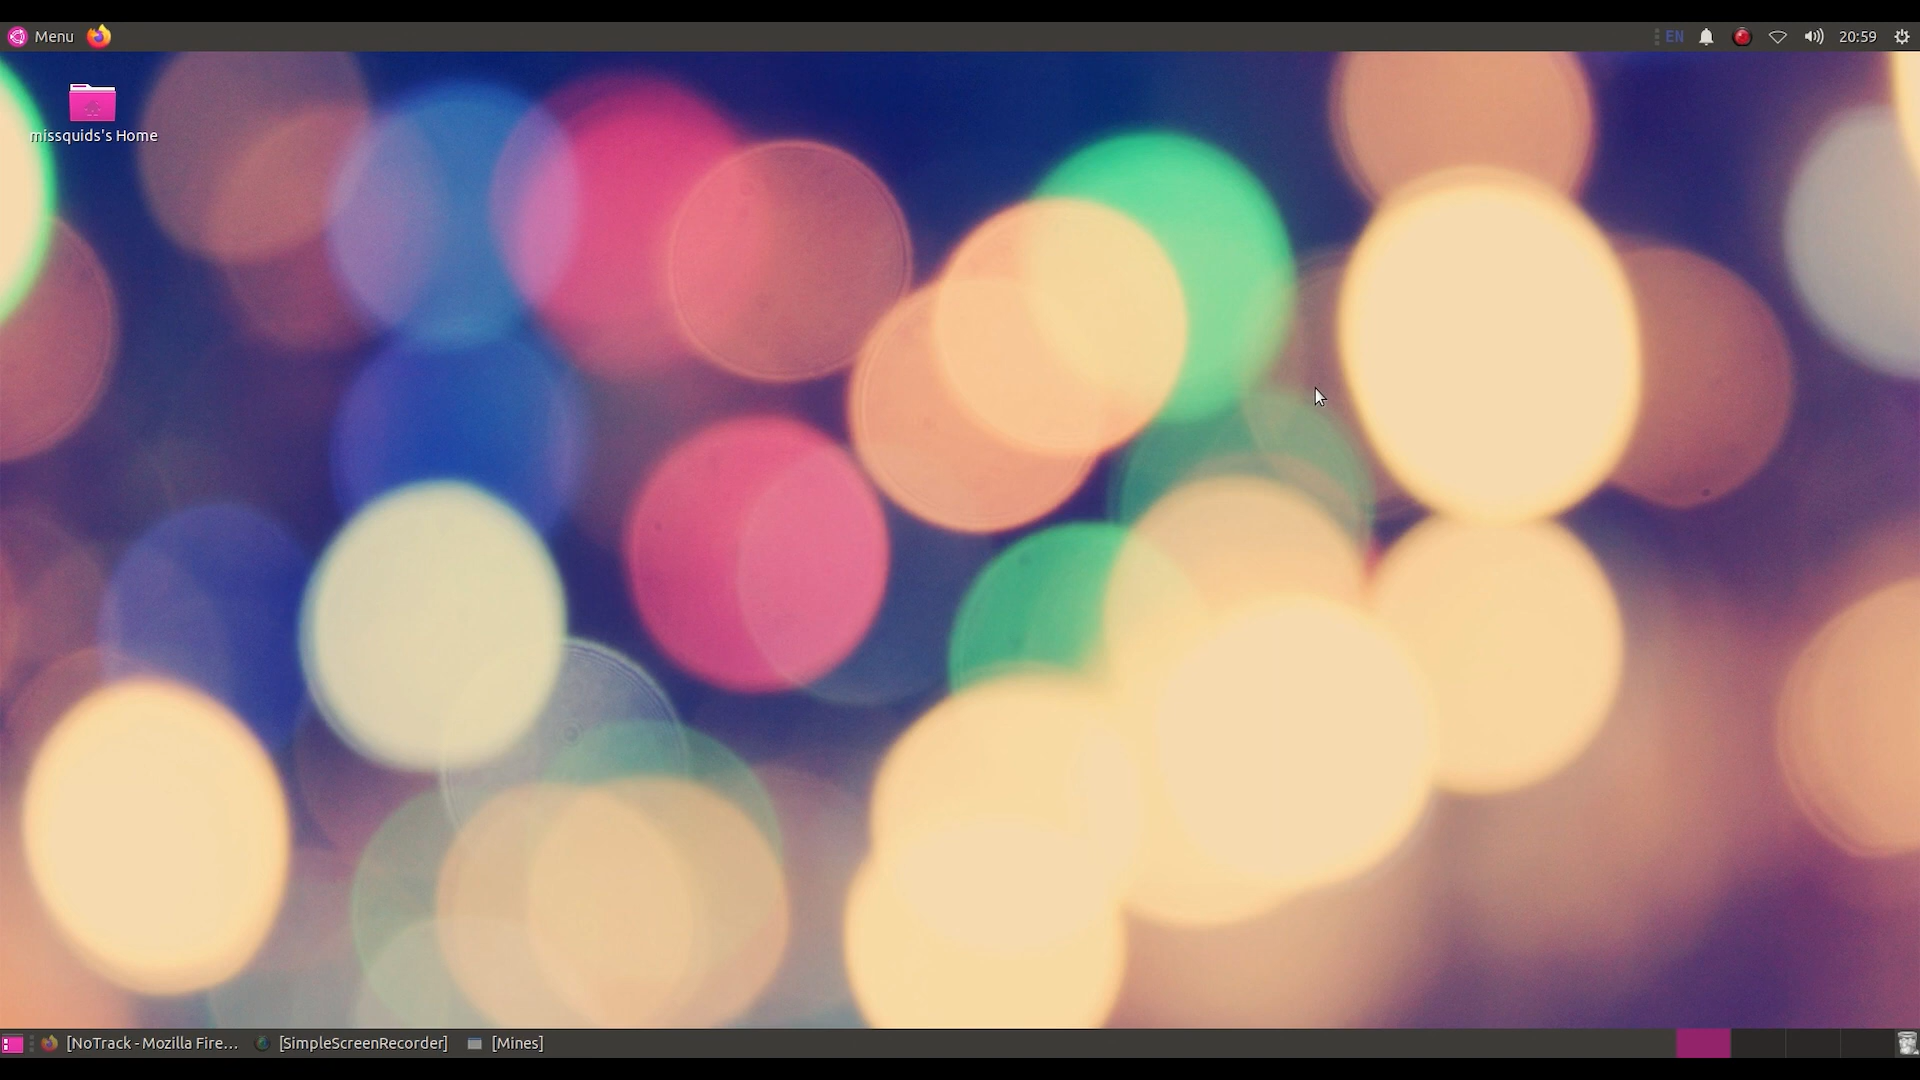 Menu
EN
20:59
missquids's Home
[NoTrack - Mozilla Fire...
[SimpleScreenRecorder]
[Mines]